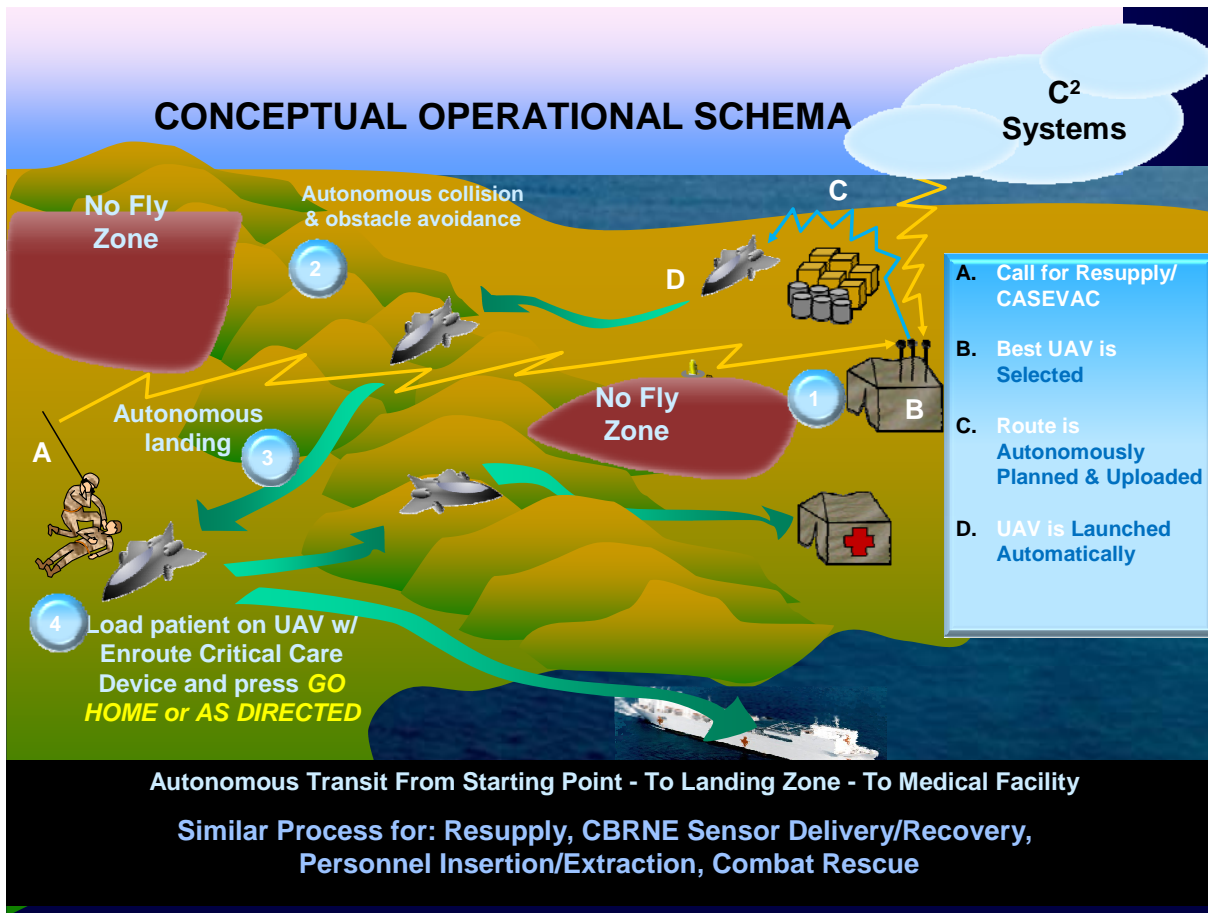 CONCEPTUAL OPERATIONAL SCHEMA
C²
Systems
No Fly
Zone
Autonomous collision
& obstacle avoidance
2
C
D
A. Call for Resupply/
CASEVAC
B. Best UAV is
Selected
C. Route is
Autonomously
Planned & Uploaded
D. UAV is Launched
Automatically
No Fly
Zone
1
B
Autonomous
landing
3
A
4
Load patient on UAV w/
Enroute Critical Care
Device and press GO
HOME or AS DIRECTED
Autonomous Transit From Starting Point - To Landing Zone - To Medical Facility
Similar Process for: Resupply, CBRNE Sensor Delivery/Recovery,
Personnel Insertion/Extraction, Combat Rescue